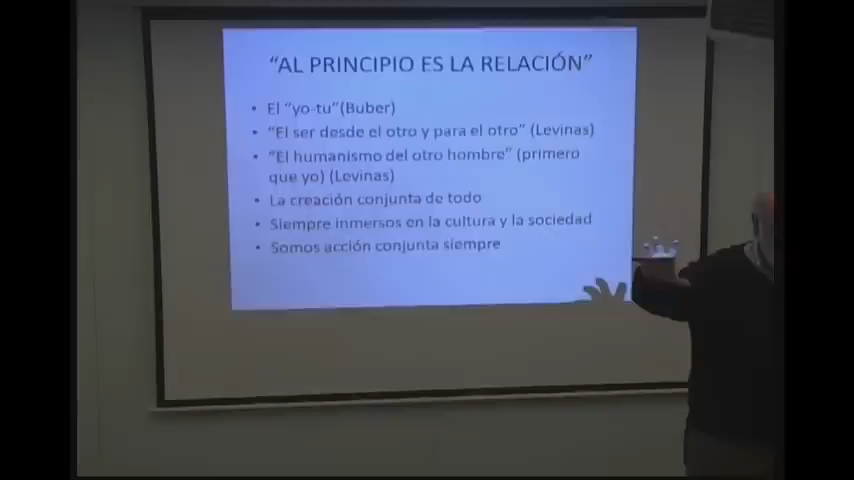 "AL PRINCIPIO ES LA RELACIÓN"
• El "yo-tu"(Buber)
• "El ser desde el otro y para el otro" (Levinas)
• "El humanismo del otro hombre" (primero
que yo) (Levinas)
• La creación conjunta de todo
• Siempre inmersos en la cultura y la sociedad
• Somos acción conjunta siempre